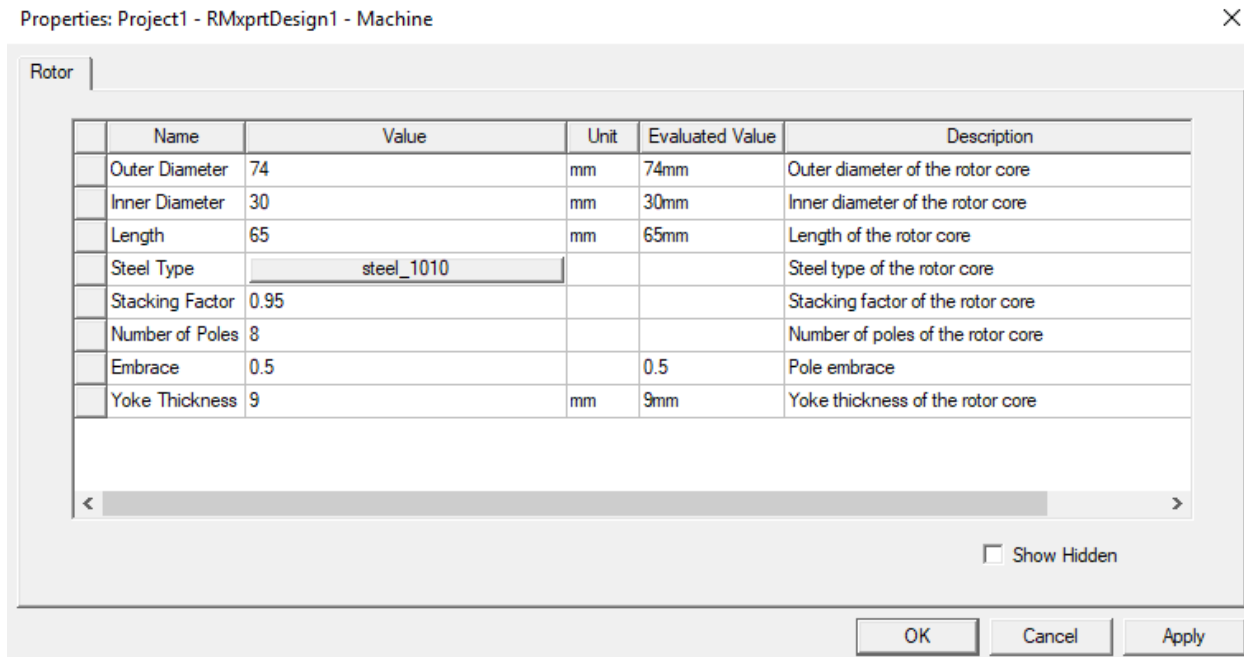 Properties: Project1 - RMxprtDesign1 - Machine
Rotor
Name Value Unit Evaluated Value Description
Outer Diameter 74 mm 74mm Outer diameter of the rotor core
Inner Diameter 30 mm 30mm Inner diameter of the rotor core
Length 65 mm 65mm Length of the rotor core
Steel Type steel_1010 Steel type of the rotor core
Stacking Factor 0.95 Stacking factor of the rotor core
Number of Poles 8 Number of poles of the rotor core
Embrace 0.5 0.5 Pole embrace
Yoke Thickness 9 mm 9mm Yoke thickness of the rotor core
Show Hidden
OK Cancel Apply